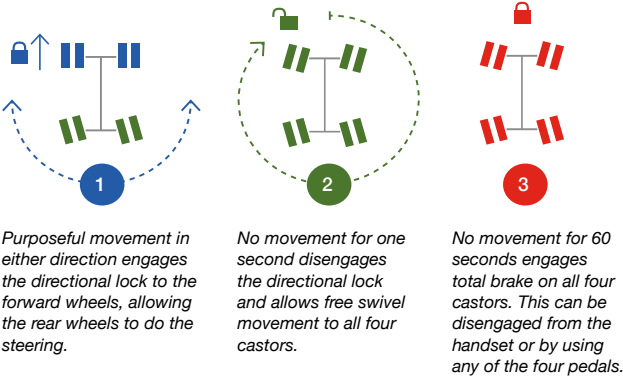 1
Purposeful movement in
either direction engages
the directional lock to the
forward wheels, allowing
the rear wheels to do the
steering.
2
No movement for one
second disengages
the directional lock
and allows free swivel
movement to all four
castors.
3
No movement for 60
seconds engages
total brake on all four
castors. This can be
disengaged from the
handset or by using
any of the four pedals.